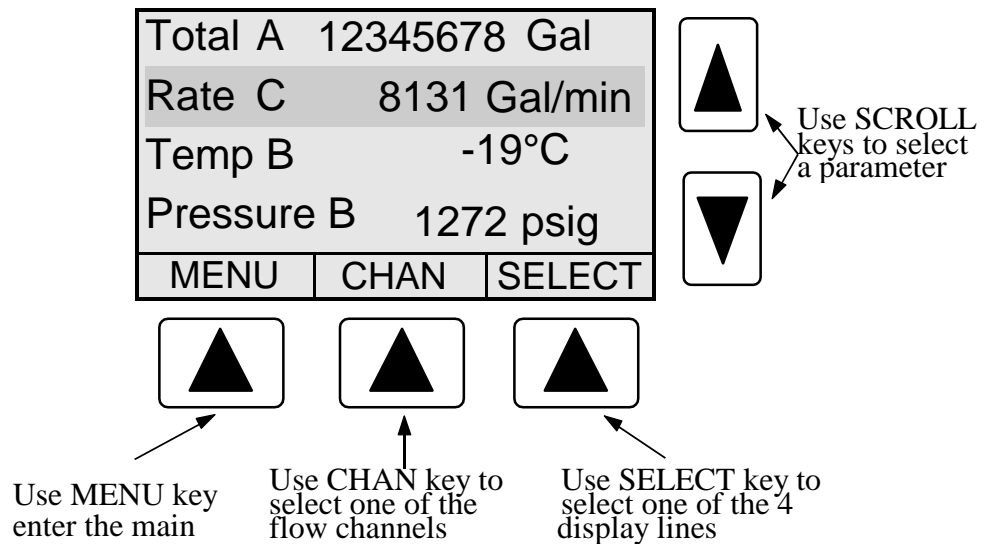 Total A 12345678 Gal
Rate C 8131 Gal/min
Temp B -19°C
Pressure B 1272 psig
MENU CHAN SELECT
Use SCROLL
keys to select
a parameter
Use MENU key
enter the main
Use CHAN key to
select one of the
flow channels
Use SELECT key to
select one of the 4
display lines